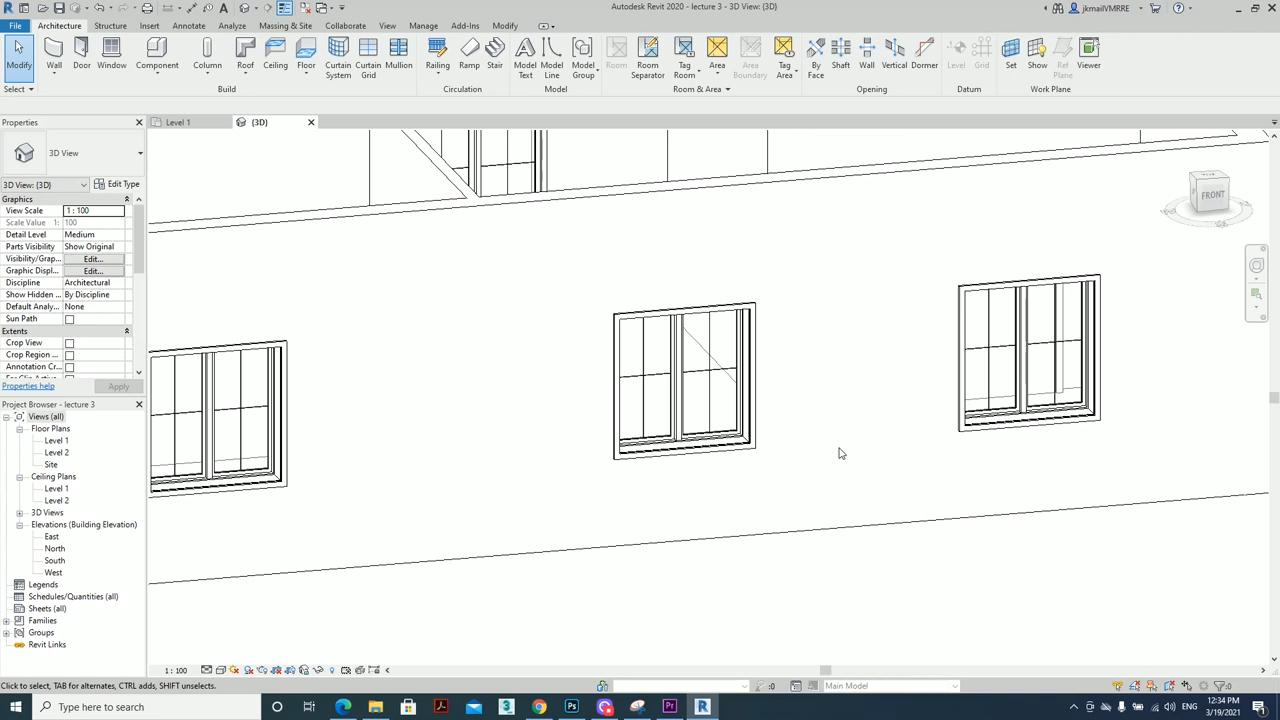 Autodesk Revit 2020 - lecture 3 - 3D View: {3D}
jkmailVMRRE
File Architecture Structure Insert Annotate Analyze Massing & Site Collaborate View Manage Add-Ins Modify
Modify Wall Door Window Component Column Roof Ceiling Floor Curtain System Curtain Grid Mullion Railing Ramp Stair Model Text Model Line Model Group Room Room Separator Tag Room Area Area Boundary Tag Area By Face Shaft Wall Vertical Dormer Level Grid Set Show Ref Plane Viewer
Select Build Circulation Model Room & Area Opening Datum Work Plane
Properties
Level 1
{3D}
3D View
3D View: {3D}
Edit Type
Graphics
View Scale 1 : 100
Scale Value 1: 100
Detail Level Medium
Parts Visibility Show Original
Visibility/Grap... Edit...
Graphic Displ... Edit...
Discipline Architectural
Show Hidden ... By Discipline
Default Analy... None
Sun Path
Extents
Crop View
Crop Region ...
Annotation Cr...
Properties help
Apply
Project Browser - lecture 3
Views (all)
Floor Plans
Level 1
Level 2
Site
Ceiling Plans
Level 1
Level 2
3D Views
Elevations (Building Elevation)
East
North
South
West
Legends
Schedules/Quantities (all)
Sheets (all)
Families
Groups
Revit Links
FRONT
1 : 100
Click to select, TAB for alternates, CTRL adds, SHIFT unselects.
:0
Main Model
:0
Type here to search
ENG
12:34 PM
3/19/2021